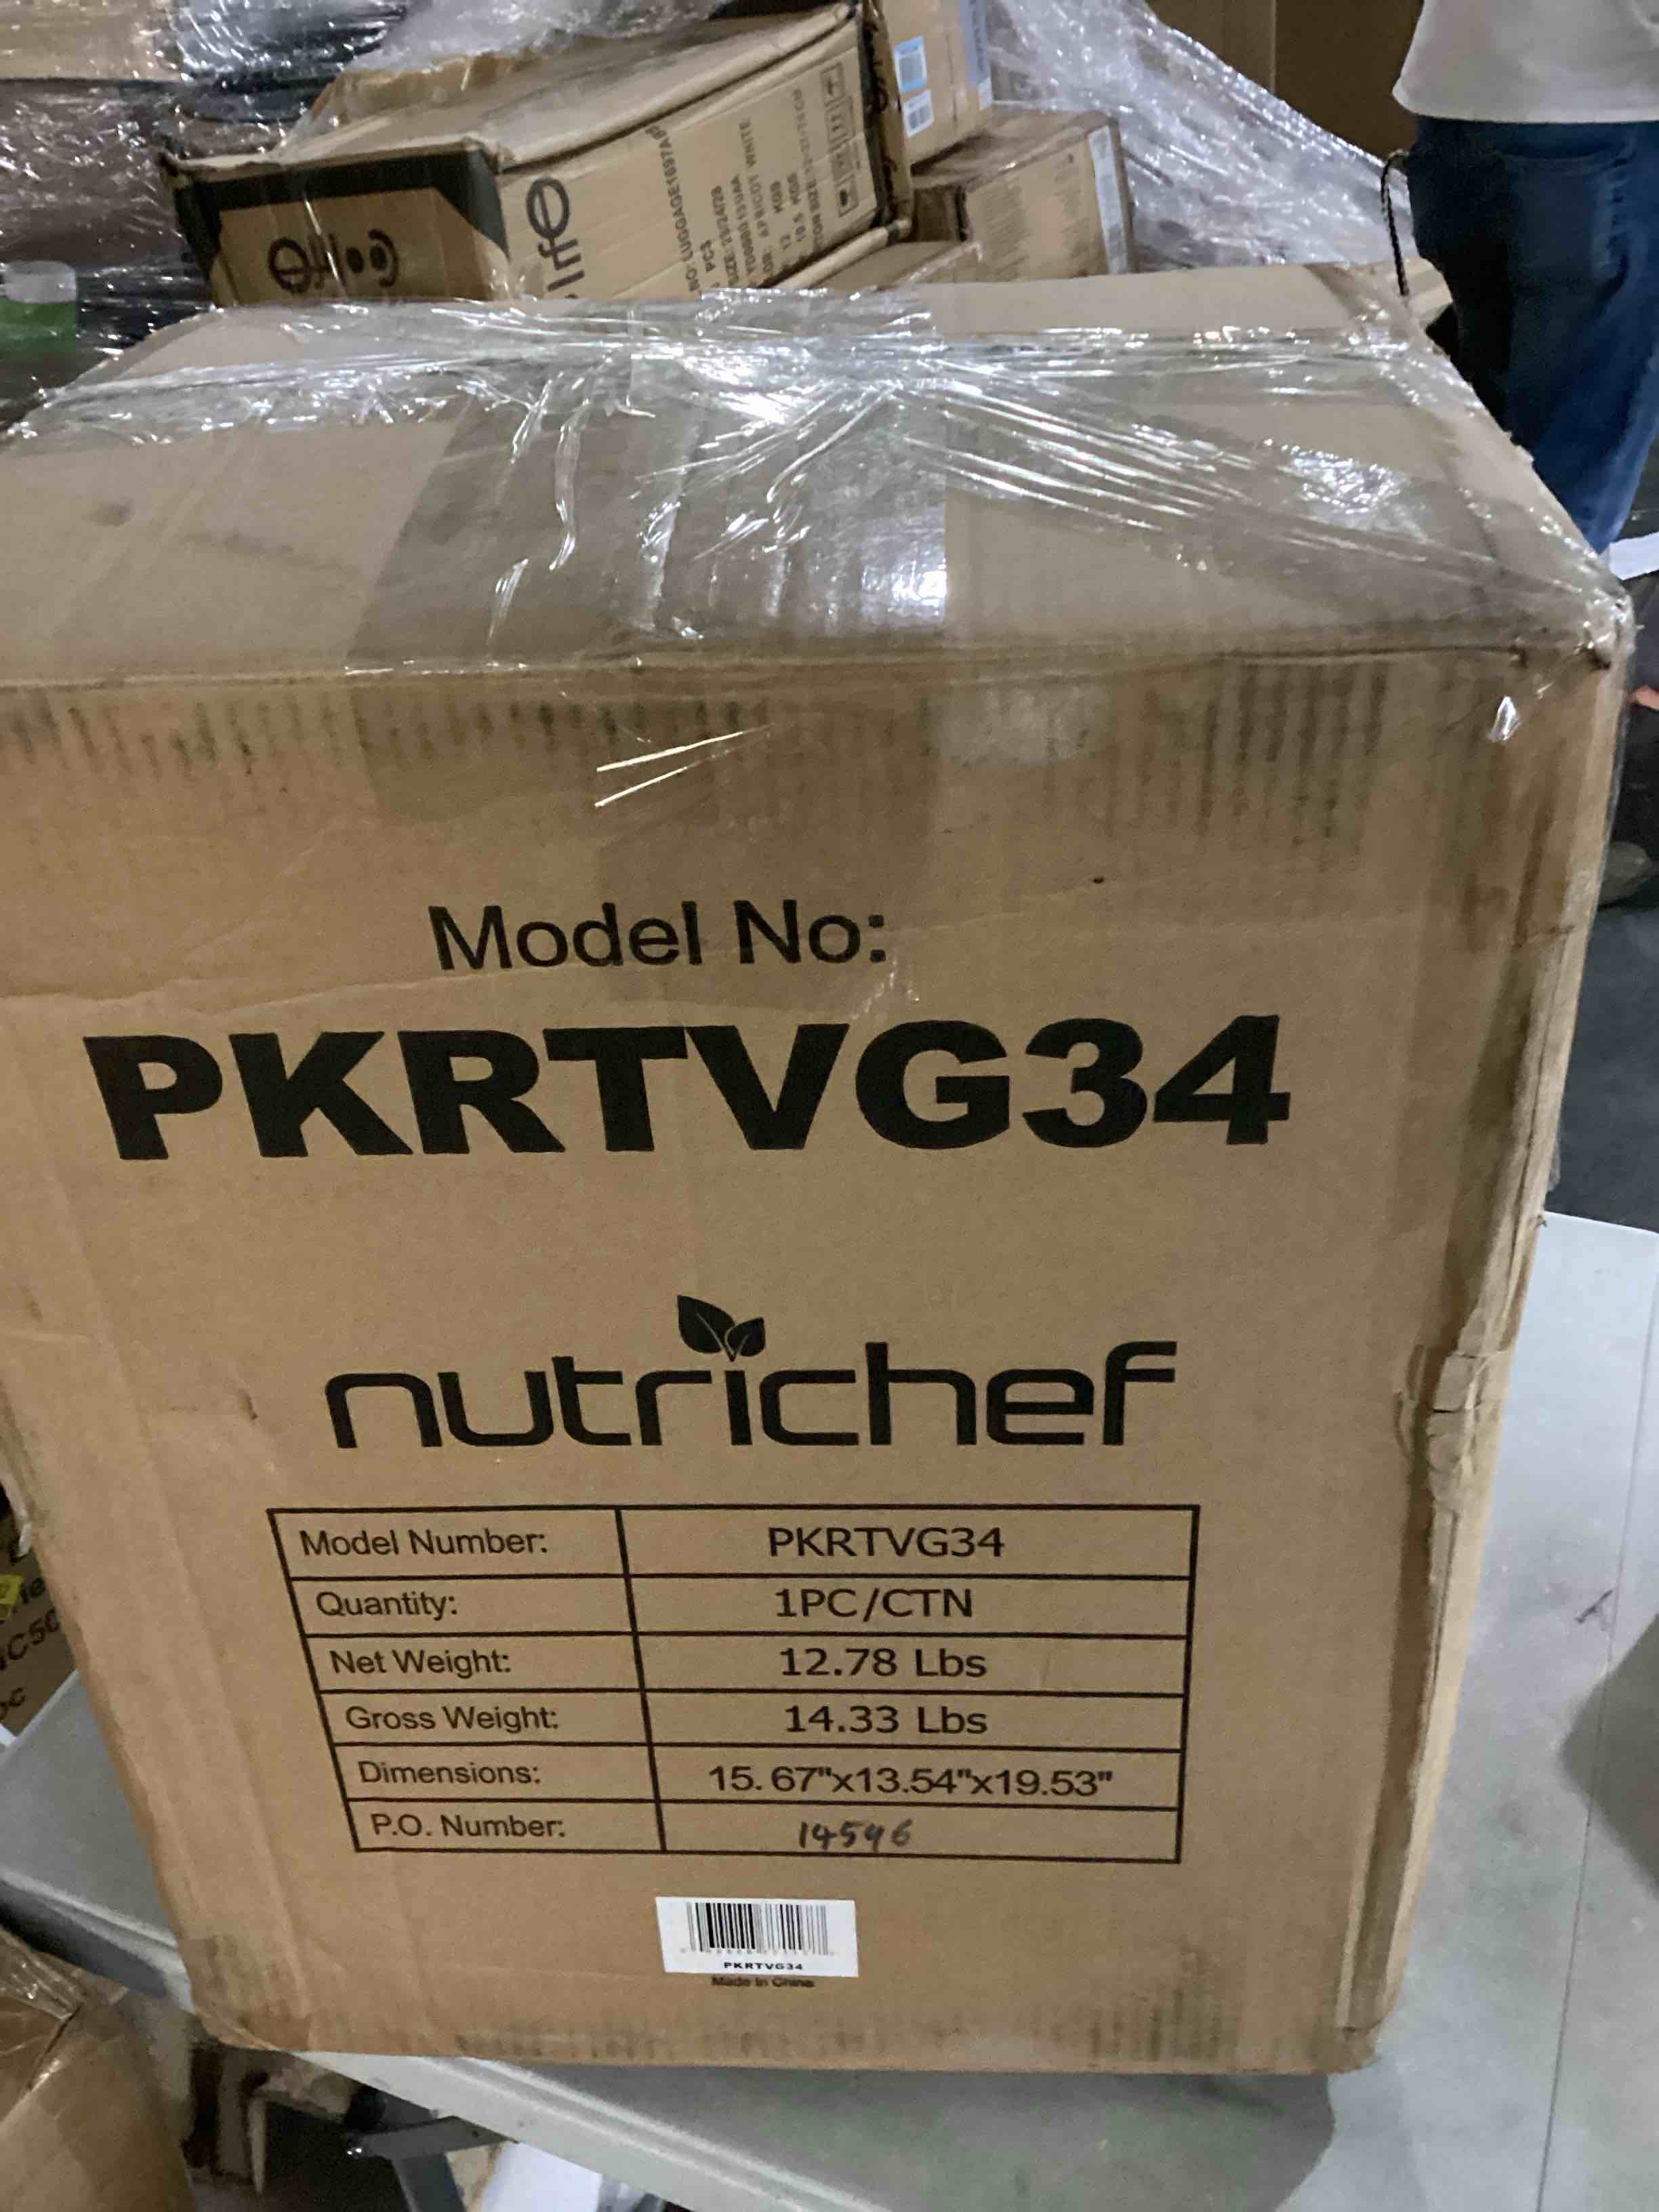 life
Model No:
PKRTVG34
nutrichef
Model Number: PKRTVG34
Quantity: 1PC/CTN
Net Weight: 12.78 Lbs
Gross Weight: 14.33 Lbs
Dimensions: 15.67"x13.54"x19.53"
P.O. Number: 14546
PKRTVG34
Made In China